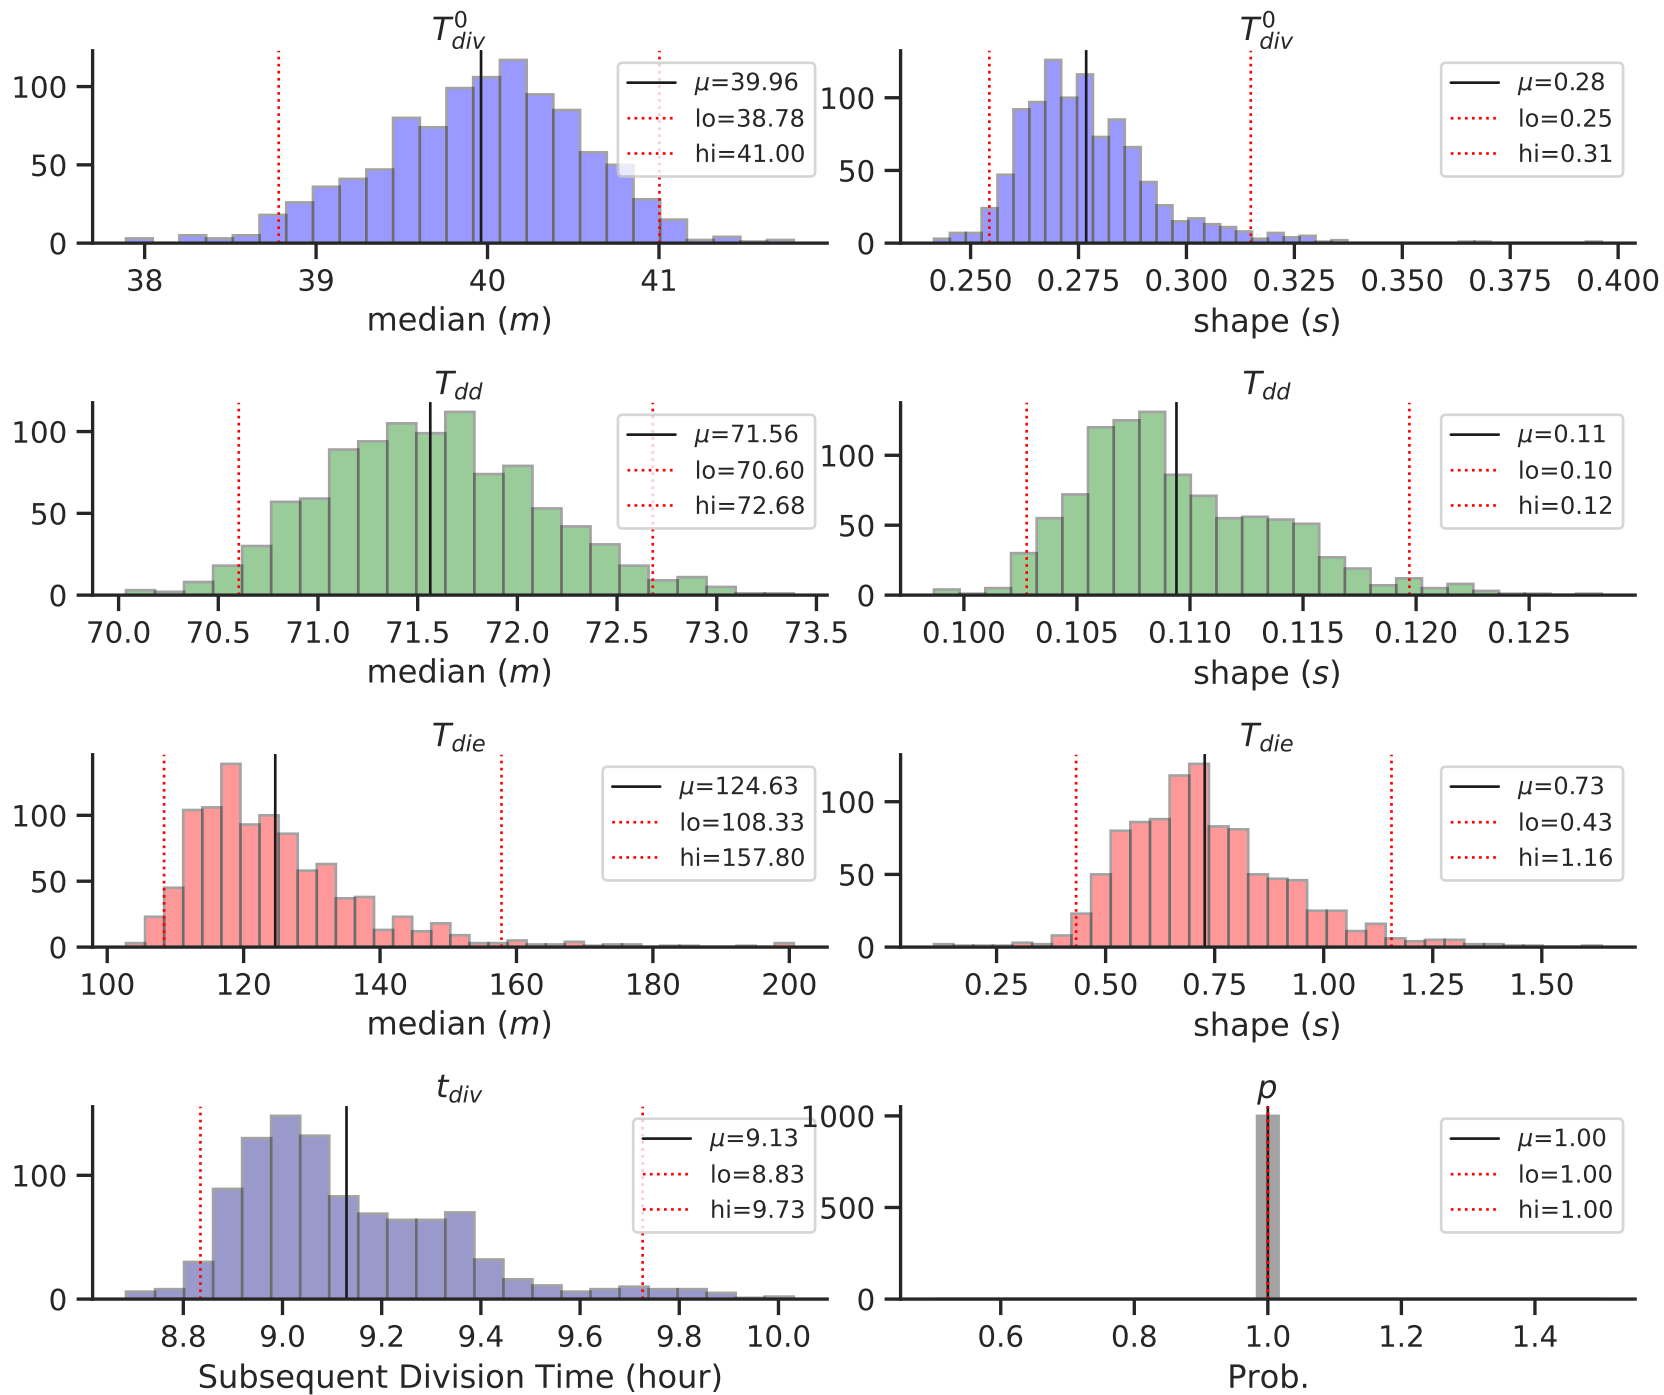 T⁰div
100
50
0
μ=39.96
lo=38.78
hi=41.00
38 39 40 41
median (m)
T⁰div
100
50
0
μ=0.28
lo=0.25
hi=0.31
0.250 0.275 0.300 0.325 0.350 0.375 0.400
shape (s)
Tdd
100
50
0
μ=71.56
lo=70.60
hi=72.68
70.0 70.5 71.0 71.5 72.0 72.5 73.0 73.5
median (m)
Tdd
100
50
0
μ=0.11
lo=0.10
hi=0.12
0.100 0.105 0.110 0.115 0.120 0.125
shape (s)
Tdie
100
50
0
μ=124.63
lo=108.33
hi=157.80
100 120 140 160 180 200
median (m)
Tdie
100
50
0
μ=0.73
lo=0.43
hi=1.16
0.25 0.50 0.75 1.00 1.25 1.50
shape (s)
tdiv
100
0
μ=9.13
lo=8.83
hi=9.73
8.8 9.0 9.2 9.4 9.6 9.8 10.0
Subsequent Division Time (hour)
p
1000
500
0
μ=1.00
lo=1.00
hi=1.00
0.6 0.8 1.0 1.2 1.4
Prob.